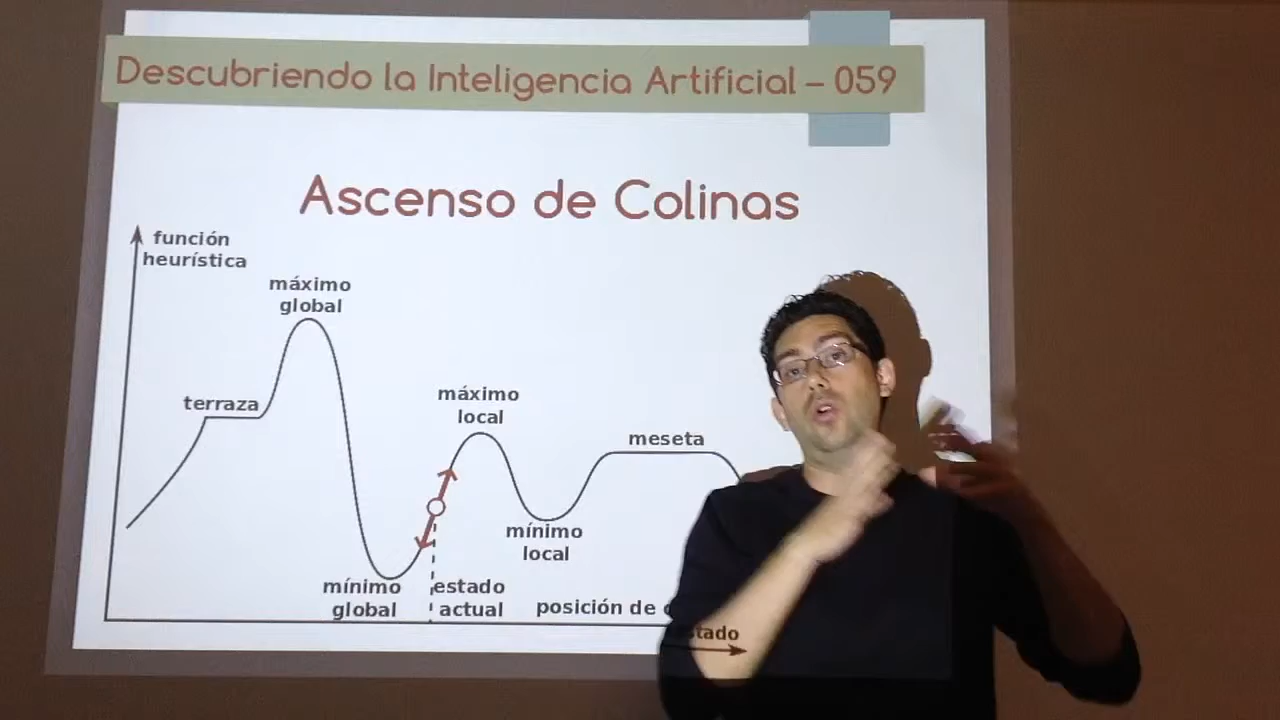 Descubriendo la Inteligencia Artificial – 059
Ascenso de Colinas
función
heurística
máximo
global
terraza
máximo
local
meseta
mínimo
local
mínimo
global
estado
actual
posición de
estado